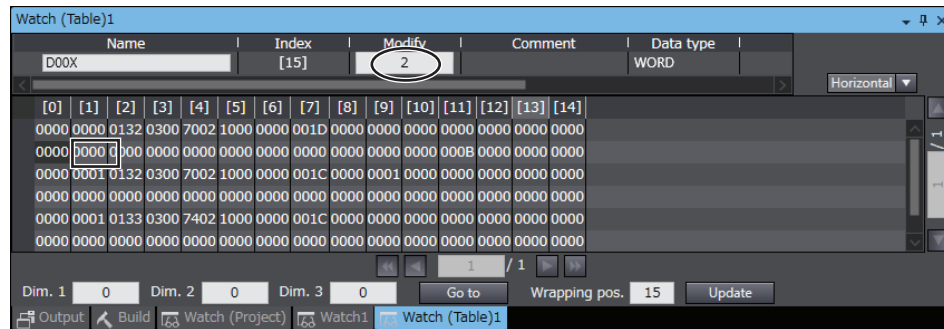 Watch (Table)1
Name Index Modify Comment Data type
D00X [15] 2 WORD
Horizontal
[0] [1] [2] [3] [4] [5] [6] [7] [8] [9] [10] [11] [12] [13] [14]
0000 0000 0132 0300 7002 1000 0000 001D 0000 0000 0000 0000 0000 0000 0000
0000 0000 0000 0000 0000 0000 0000 0000 0000 0000 0000 000B 0000 0000 0000
0000 0001 0132 0300 7002 1000 0000 001C 0000 0001 0000 0000 0000 0000 0000
0000 0000 0000 0000 0000 0000 0000 0000 0000 0000 0000 0000 0000 0000 0000
0000 0001 0133 0300 7402 1000 0000 001C 0000 0000 0000 0000 0000 0000 0000
0000 0000 0000 0000 0000 0000 0000 0000 0000 0000 0000 0000 0000 0000 0000
1 / 1
1 / 1
Dim. 1 0 Dim. 2 0 Dim. 3 0 Go to Wrapping pos. 15 Update
Output Build Watch (Project) Watch1 Watch (Table)1